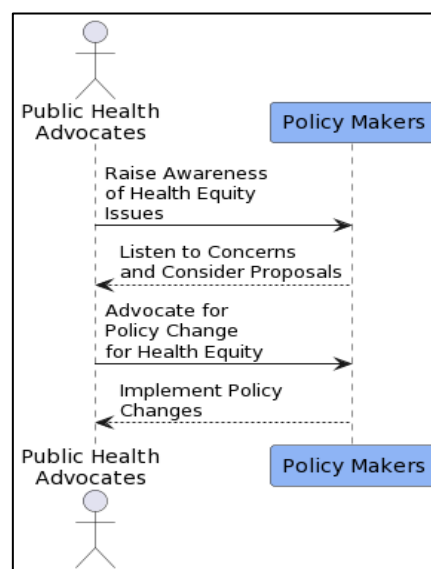 Public Health
Advocates
Policy Makers
Raise Awareness
of Health Equity
Issues
Listen to Concerns
and Consider Proposals
Advocate for
Policy Change
for Health Equity
Implement Policy
Changes
Public Health
Advocates
Policy Makers